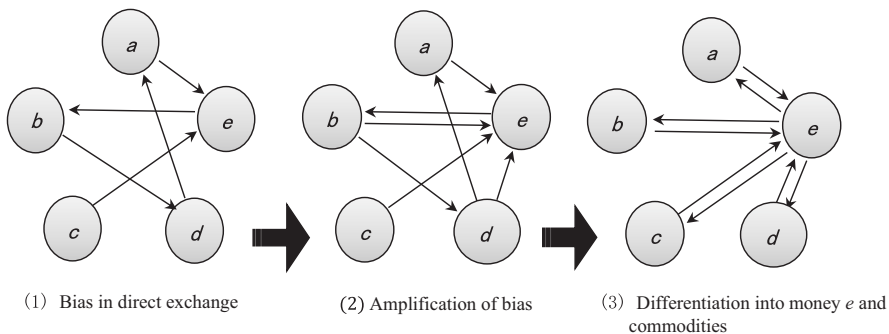 a
b
e
c
d
a
b
e
c
d
a
b
e
c
d
(1) Bias in direct exchange
(2) Amplification of bias
(3) Differentiation into money e and
commodities